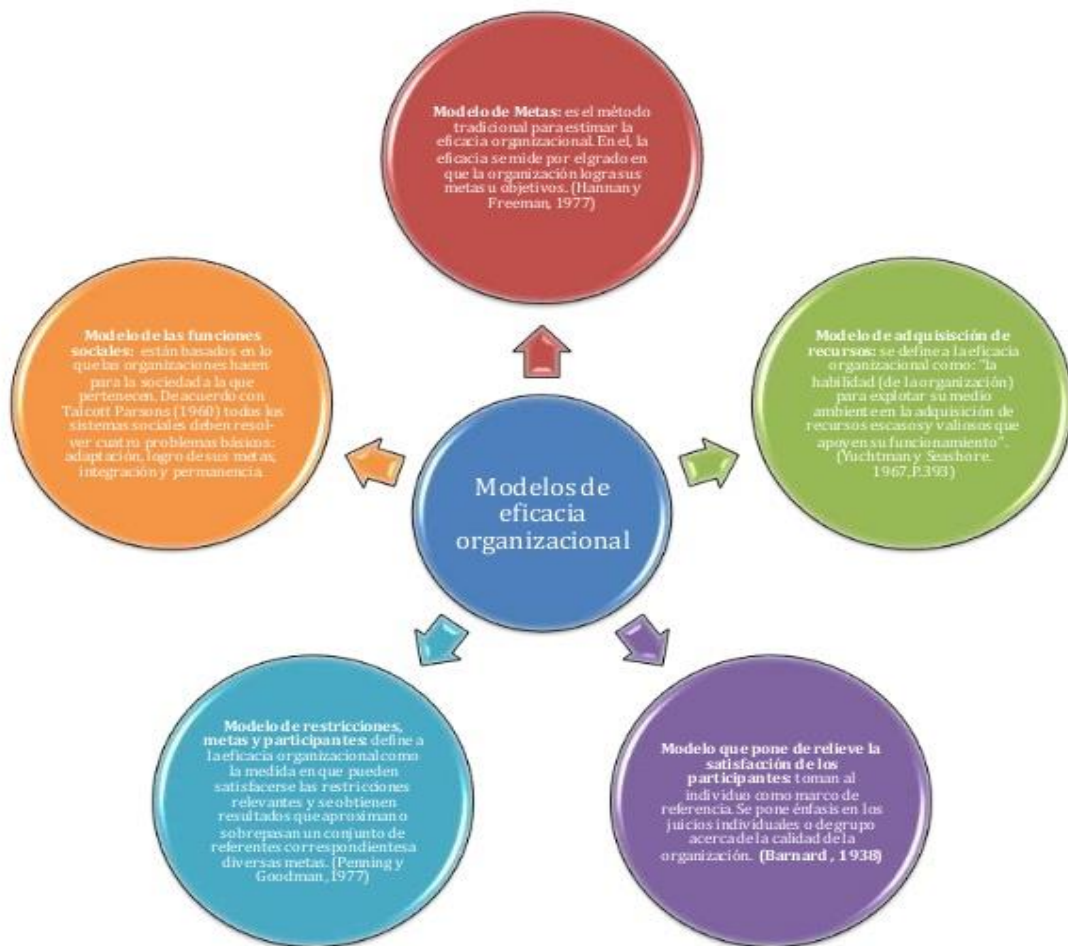 Modelo de Metas: es el método
tradicional para estimar la
eficacia organizacional. En el, la
eficacia se mide por el grado en
que la organización logra sus
metas u objetivos. (Hannan y
Freeman, 1977)
Modelo de adquisisción de
recursos: se define a la eficacia
organizacional como: "la
habilidad (de la organización)
para explotar su medio
ambiente en la adquisición de
recursos escasos y valiosos que
apoyen su funcionamiento".
(Yuchtman y Seashore.
1967,P.393)
Modelo que pone de relieve la
satisfacción de los
participantes: toman al
individuo como marco de
referencia. Se pone énfasis en los
juicios individuales o de grupo
acerca de la calidad de la
organización. (Barnard , 1938)
Modelo de restricciones,
metas y participantes: define a
la eficacia organizacional como
la medida en que pueden
satisfacerse las restricciones
relevantes y se obtienen
resultados que aproximan o
sobrepasan un conjunto de
referentes correspondientes a
diversas metas. (Penning y
Goodman,1977)
Modelo de las funciones
sociales: están basados en lo
que las organizaciones hacen
para la sociedad a la que
pertenecen. De acuerdo con
Talcott Parsons (1960) todos los
sistemas sociales deben resol-
ver cuatro problemas básicos:
adaptación, logro de sus metas,
integración y permanencia
Modelos de
eficacia
organizacional